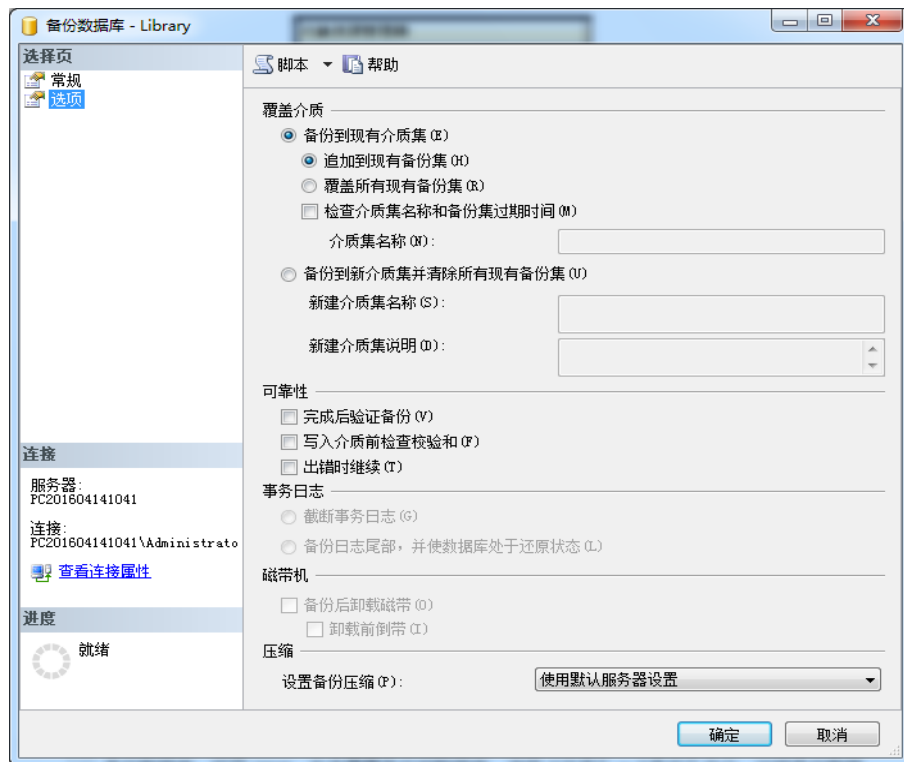 备份数据库 - Library
选择页
常规
选项
脚本
帮助
覆盖介质
备份到现有介质集(E)
追加到现有备份集(H)
覆盖所有现有备份集(R)
检查介质集名称和备份集过期时间(M)
介质集名称(N):
备份到新介质集并清除所有现有备份集(U)
新建介质集名称(S):
新建介质集说明(D):
可靠性
完成后验证备份(V)
写入介质前检查校验和(F)
出错时继续(T)
事务日志
截断事务日志(G)
备份日志尾部，并使数据库处于还原状态(L)
磁带机
备份后卸载磁带(O)
卸载前倒带(I)
压缩
设置备份压缩(P):
使用默认服务器设置
连接
服务器:
PC201604141041
连接:
PC201604141041\Administrato
查看连接属性
进度
就绪
确定
取消